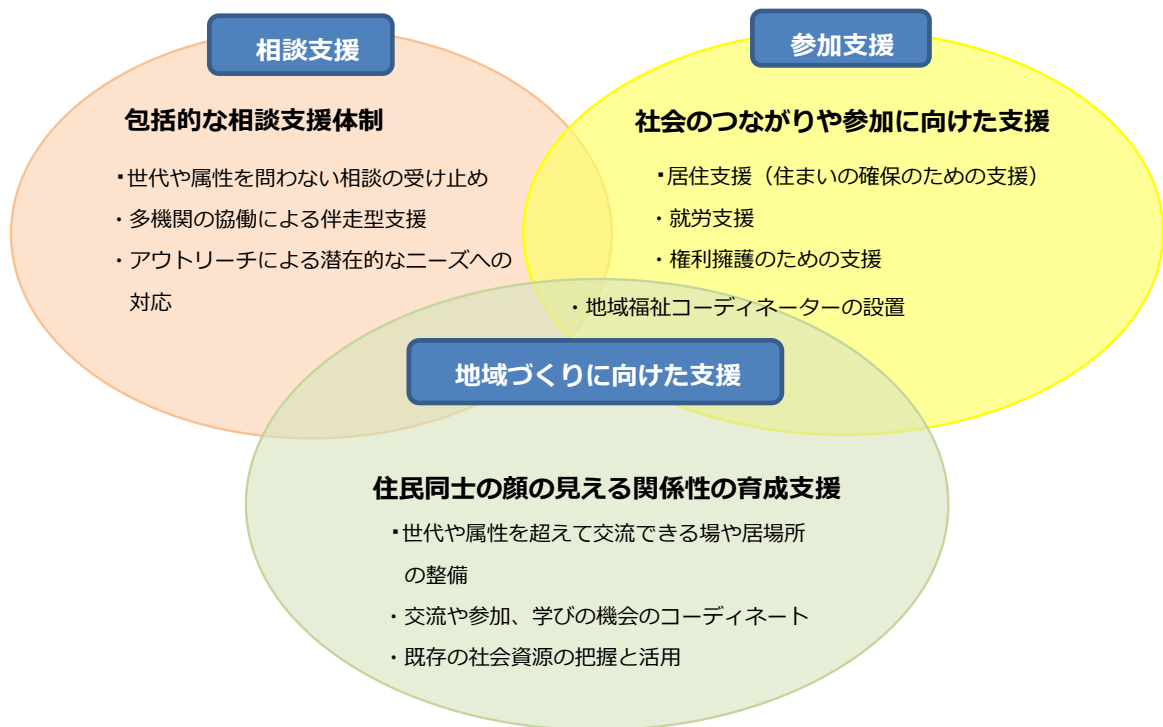 相談支援
包括的な相談支援体制
・世代や属性を問わない相談の受け止め
・多機関の協働による伴走型支援
・アウトリーチによる潜在的なニーズへの
対応
参加支援
社会のつながりや参加に向けた支援
・居住支援（住まいの確保のための支援）
・就労支援
・権利擁護のための支援
・地域福祉コーディネーターの設置
地域づくりに向けた支援
住民同士の顔の見える関係性の育成支援
・世代や属性を超えて交流できる場や居場所
の整備
・交流や参加、学びの機会のコーディネート
・既存の社会資源の把握と活用